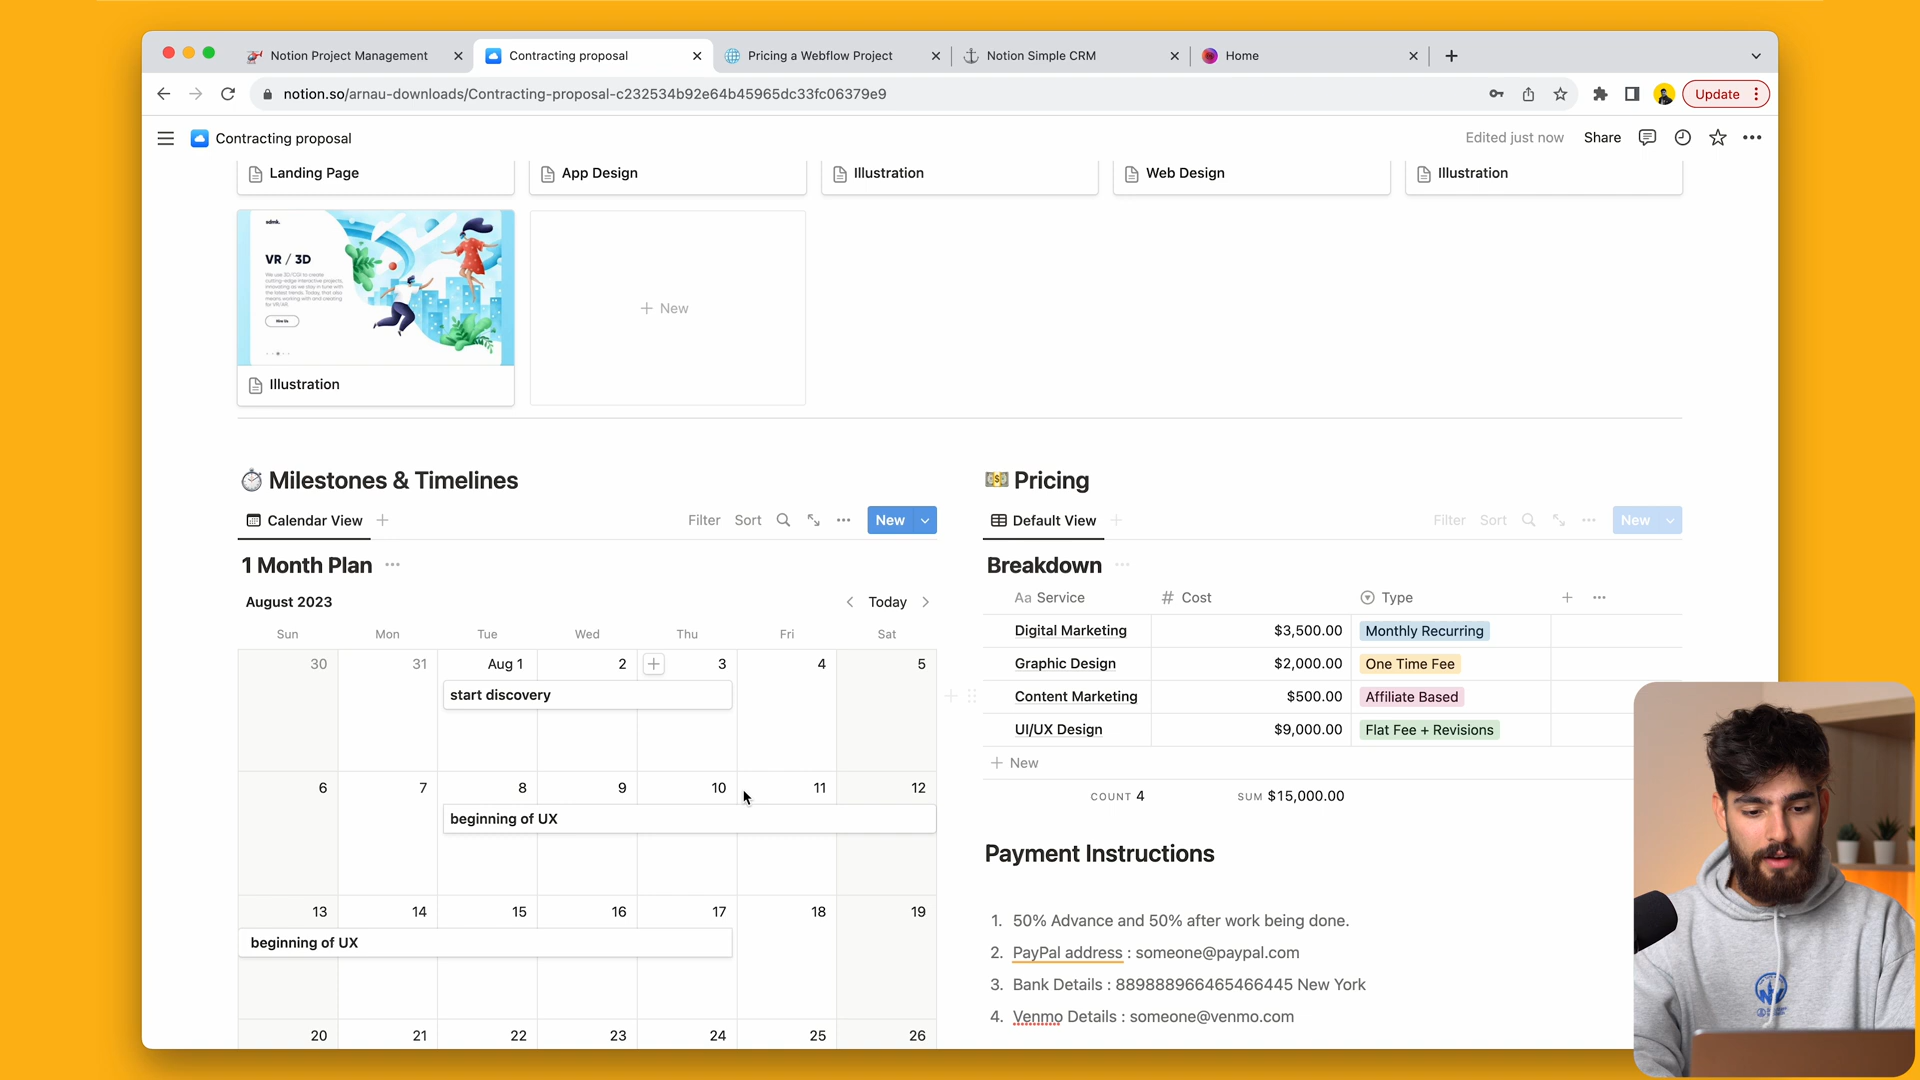 Notion Project Management
Contracting proposal
Pricing a Webflow Project
Notion Simple CRM
Home
notion.so/arnau-downloads/Contracting-proposal-c232534b92e64b45965dc33fc06379e9
Update
Contracting proposal
Edited just now
Share
Landing Page
App Design
Illustration
Web Design
Illustration
VR / 3D
+ New
Illustration
Milestones & Timelines
Calendar View
Filter
Sort
New
1 Month Plan
August 2023
Today
Sun Mon Tue Wed Thu Fri Sat
30 31 Aug 1 2 3 4 5
start discovery
6 7 8 9 10 11 12
beginning of UX
13 14 15 16 17 18 19
beginning of UX
20 21 22 23 24 25 26
Pricing
Default View
Filter
Sort
New
Breakdown
Aa Service # Cost Type
Digital Marketing $3,500.00 Monthly Recurring
Graphic Design $2,000.00 One Time Fee
Content Marketing $500.00 Affiliate Based
UI/UX Design $9,000.00 Flat Fee + Revisions
+ New
COUNT 4 SUM $15,000.00
Payment Instructions
1. 50% Advance and 50% after work being done.
2. PayPal address : someone@paypal.com
3. Bank Details : 889888966465466445 New York
4. Venmo Details : someone@venmo.com